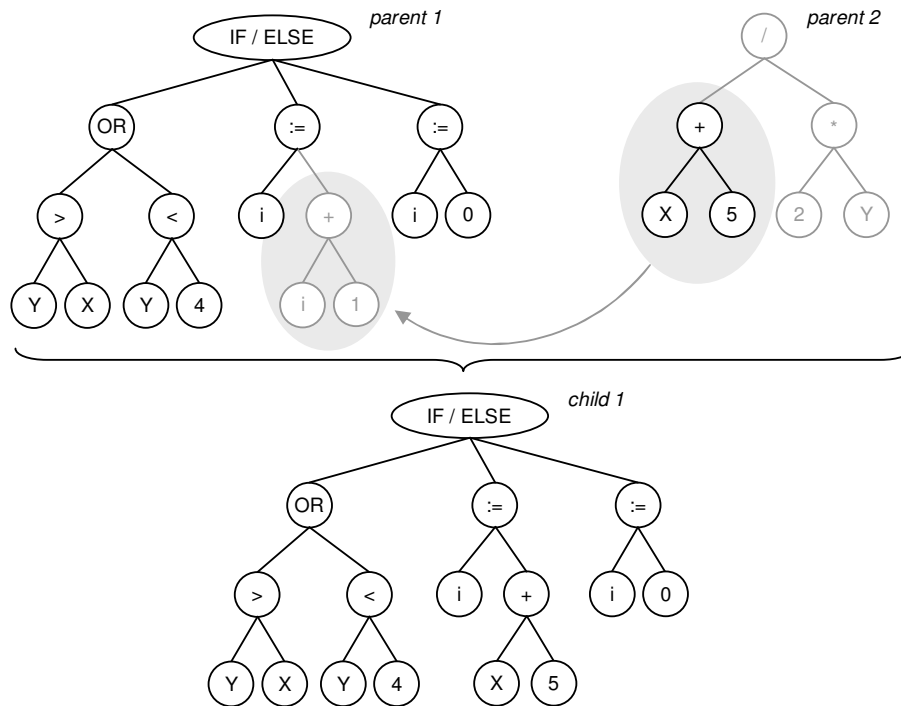 parent 1
parent 2
IF / ELSE
/
OR
:=
:=
+
*
>
<
i
+
i
0
X
5
2
Y
Y
X
Y
4
i
1
child 1
IF / ELSE
OR
:=
:=
>
<
i
+
i
0
Y
X
Y
4
X
5